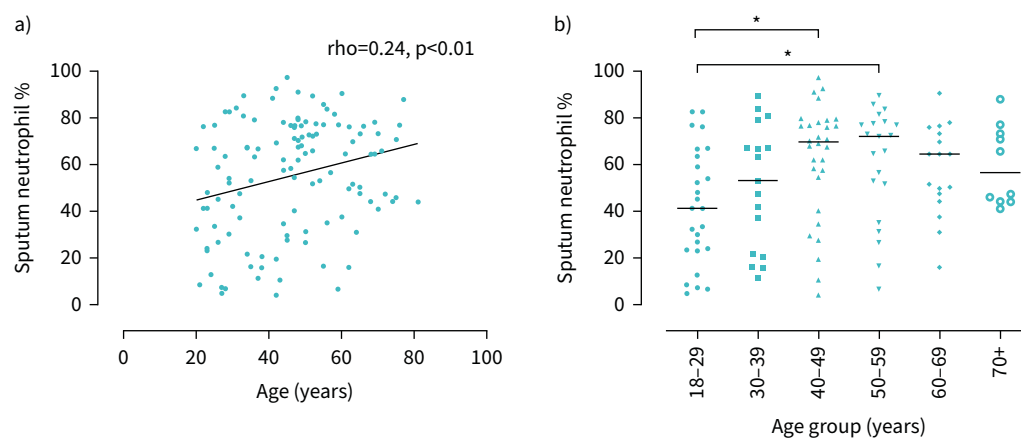 a)
rho=0.24, p<0.01
Sputum neutrophil %
100
80
60
40
20
0
0 20 40 60 80 100
Age (years)
b)
*
*
Sputum neutrophil %
100
80
60
40
20
0
18–29
30–39
40–49
50–59
60–69
70+
Age group (years)